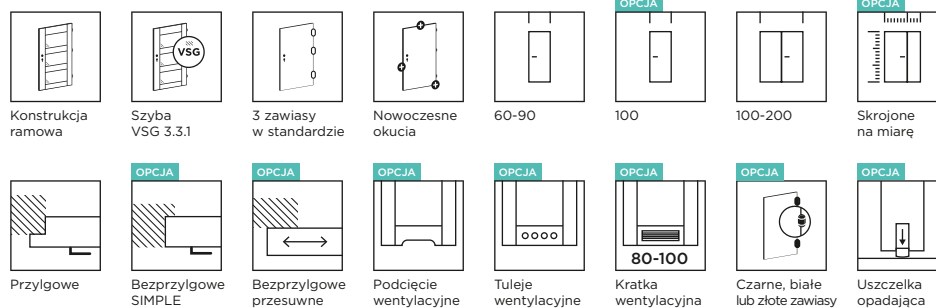 OPCJA
OPCJA
VSG
Konstrukcja
ramowa
Szyba
VSG 3.3.1
3 zawiasy
w standardzie
Nowoczesne
okucia
60-90
100
100-200
Skrojone
na miarę
OPCJA
OPCJA
OPCJA
OPCJA
OPCJA
OPCJA
OPCJA
80-100
Przylgowe
Bezprzylgowe
SIMPLE
Bezprzylgowe
przesuwne
Podcięcie
wentylacyjne
Tuleje
wentylacyjne
Kratka
wentylacyjna
Czarne, białe
lub złote zawiasy
Uszczelka
opadająca